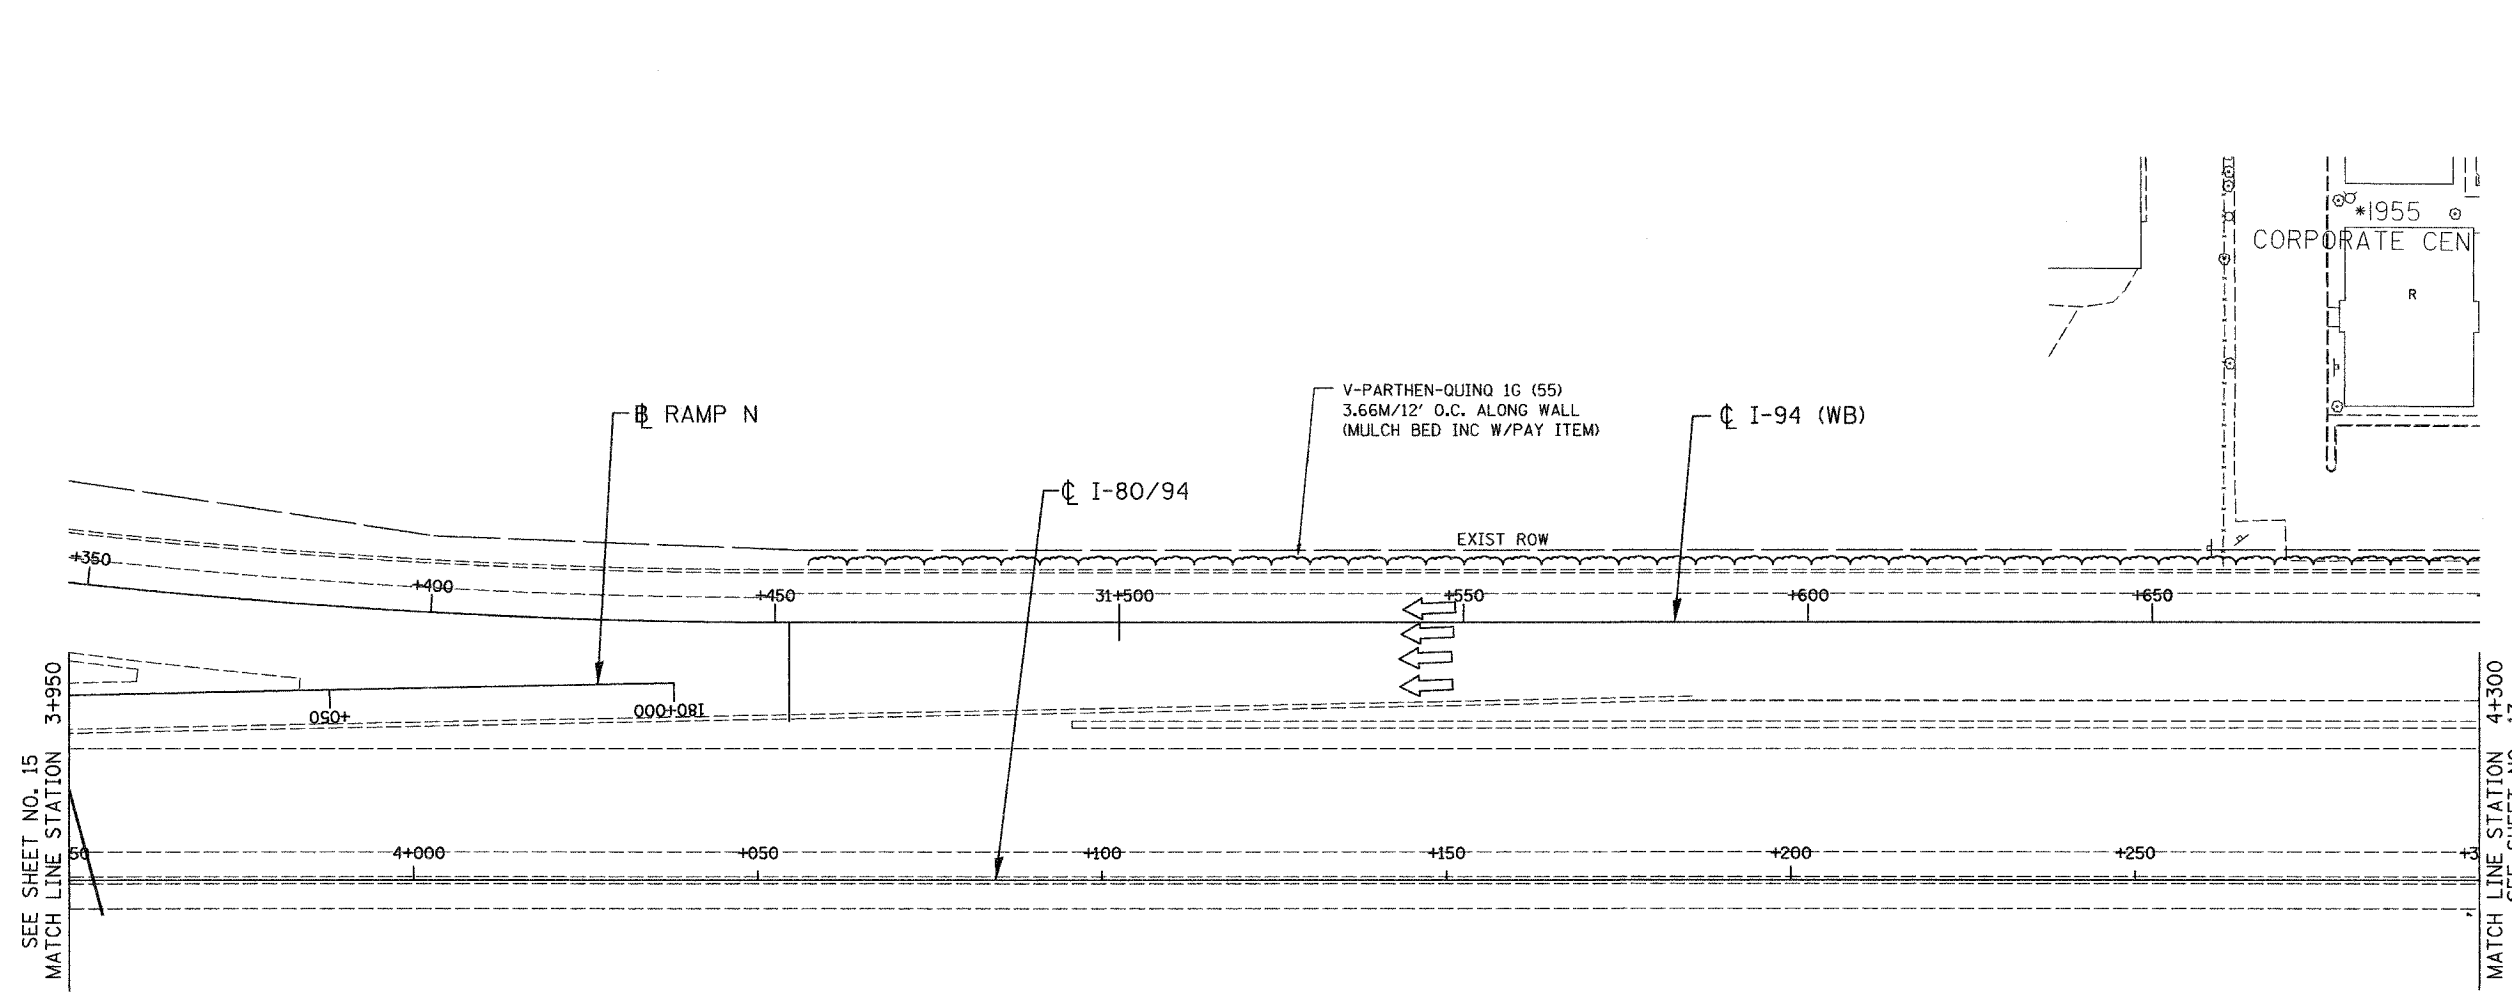 *1955
CORPORATE CEN
R
V-PARTHEN-QUINQ 1G (55)
3.66M/12' O.C. ALONG WALL
(MULCH BED INC W/PAY ITEM)
℄ I-94 (WB)
B RAMP N
℄ I-80/94
EXIST ROW
P
+350
+400
+450
31+500
+550
+600
+650
+050
180+000
50
4+000
+050
+100
+150
+200
+250
+3
SEE SHEET NO. 15
MATCH LINE STATION 3+950
MATCH LINE STATION 4+300